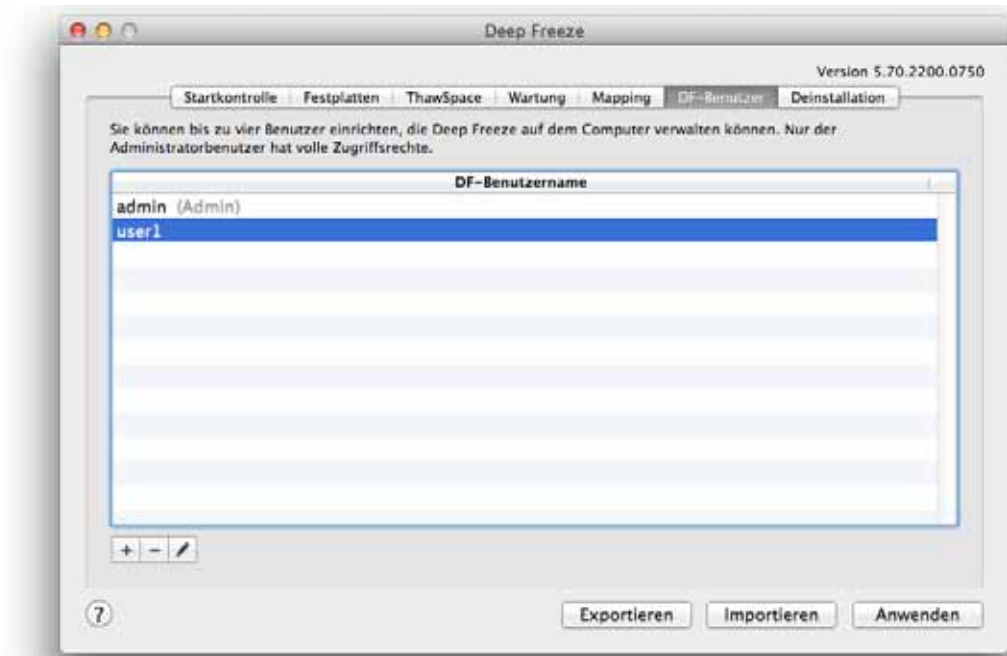 Deep Freeze
Version 5.70.2200.0750
Startkontrolle Festplatten ThawSpace Wartung Mapping DF-Benutzer Deinstallation
Sie können bis zu vier Benutzer einrichten, die Deep Freeze auf dem Computer verwalten können. Nur der
Administratorbenutzer hat volle Zugriffsrechte.
DF-Benutzername
admin (Admin)
user1
+ -
? Exportieren Importieren Anwenden